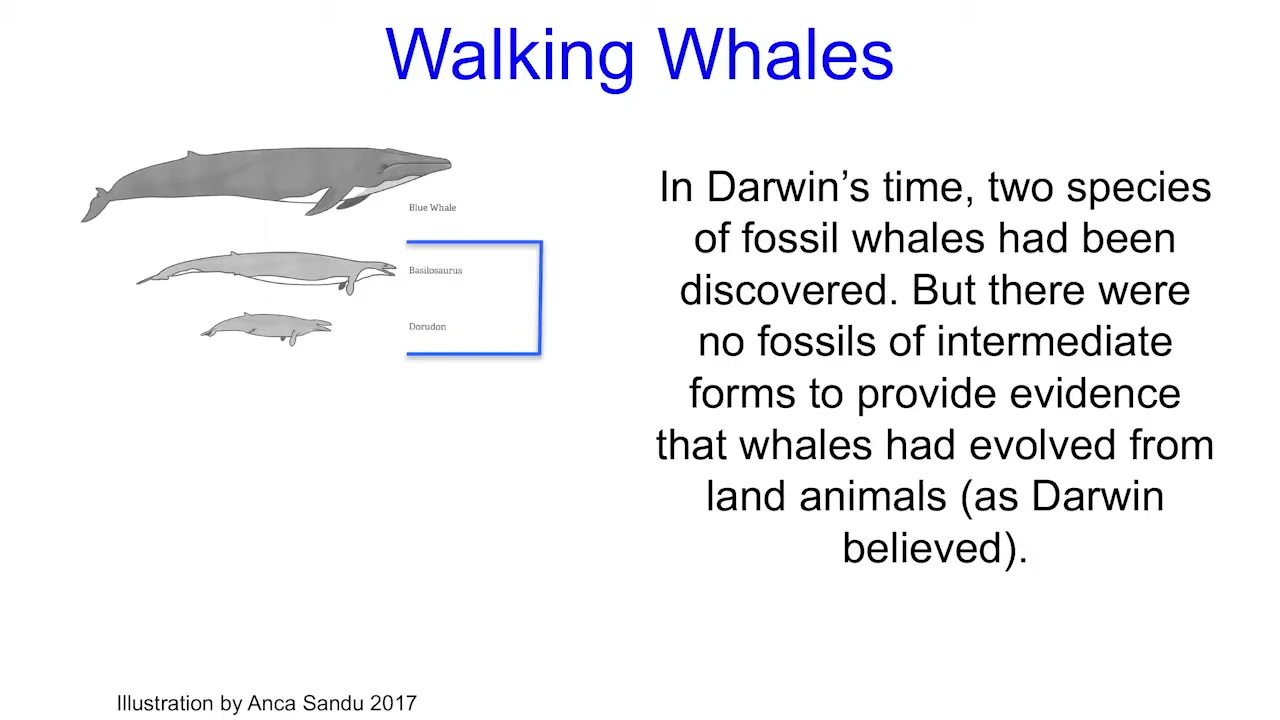 Walking Whales
Blue Whale
Basilosaurus
Dorudon
In Darwin’s time, two species
of fossil whales had been
discovered. But there were
no fossils of intermediate
forms to provide evidence
that whales had evolved from
land animals (as Darwin
believed).
Illustration by Anca Sandu 2017